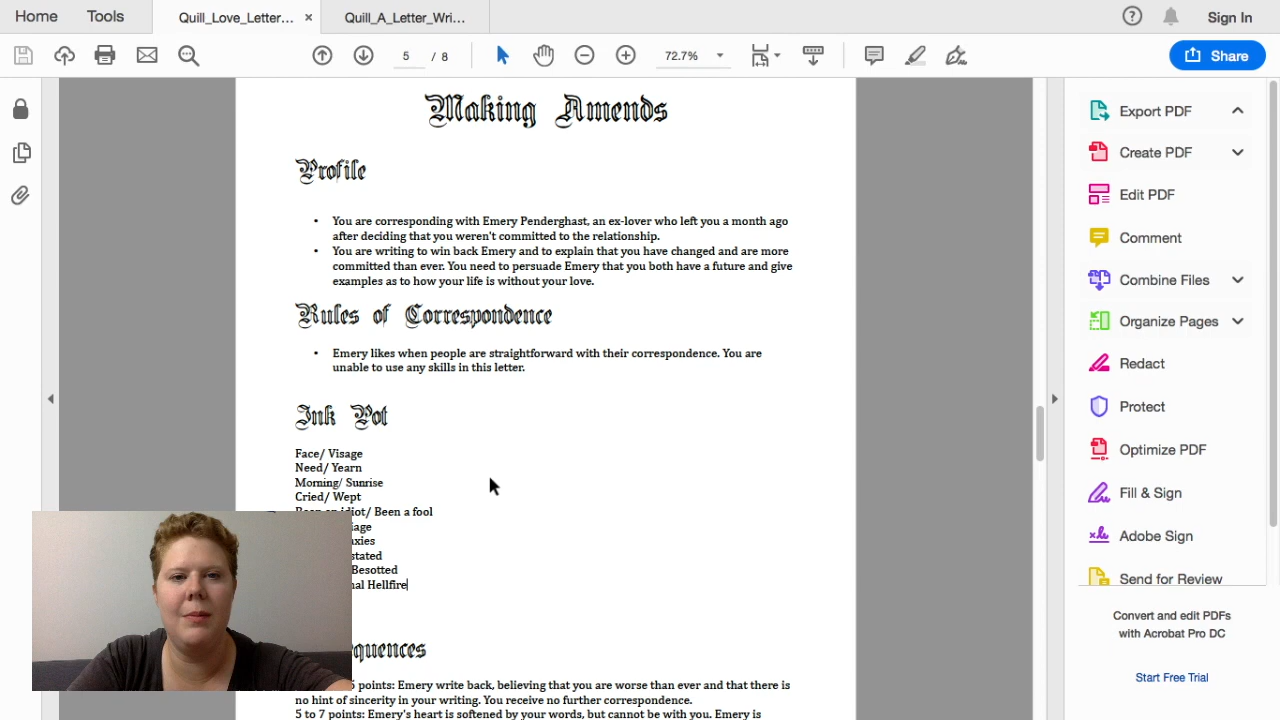 Home Tools Quill_Love_Letter... × Quill_A_Letter_Wri... Sign In
5 / 8 72.7% Share
Making Amends
Profile
• You are corresponding with Emery Penderghast, an ex-lover who left you a month ago
after deciding that you weren't committed to the relationship.
• You are writing to win back Emery and to explain that you have changed and are more
committed than ever. You need to persuade Emery that you both have a future and give
examples as to how your life is without your love.
Rules of Correspondence
• Emery likes when people are straightforward with their correspondence. You are
unable to use any skills in this letter.
Ink Pot
Face/ Visage
Need/ Yearn
Morning/ Sunrise
Cried/ Wept
idiot/ Been a fool
Besotted
Hellfire
5 points: Emery write back, believing that you are worse than ever and that there is
no hint of sincerity in your writing. You receive no further correspondence.
5 to 7 points: Emery's heart is softened by your words, but cannot be with you. Emery is
Export PDF
Create PDF
Edit PDF
Comment
Combine Files
Organize Pages
Redact
Protect
Optimize PDF
Fill & Sign
Adobe Sign
Send for Review
Convert and edit PDFs
with Acrobat Pro DC
Start Free Trial